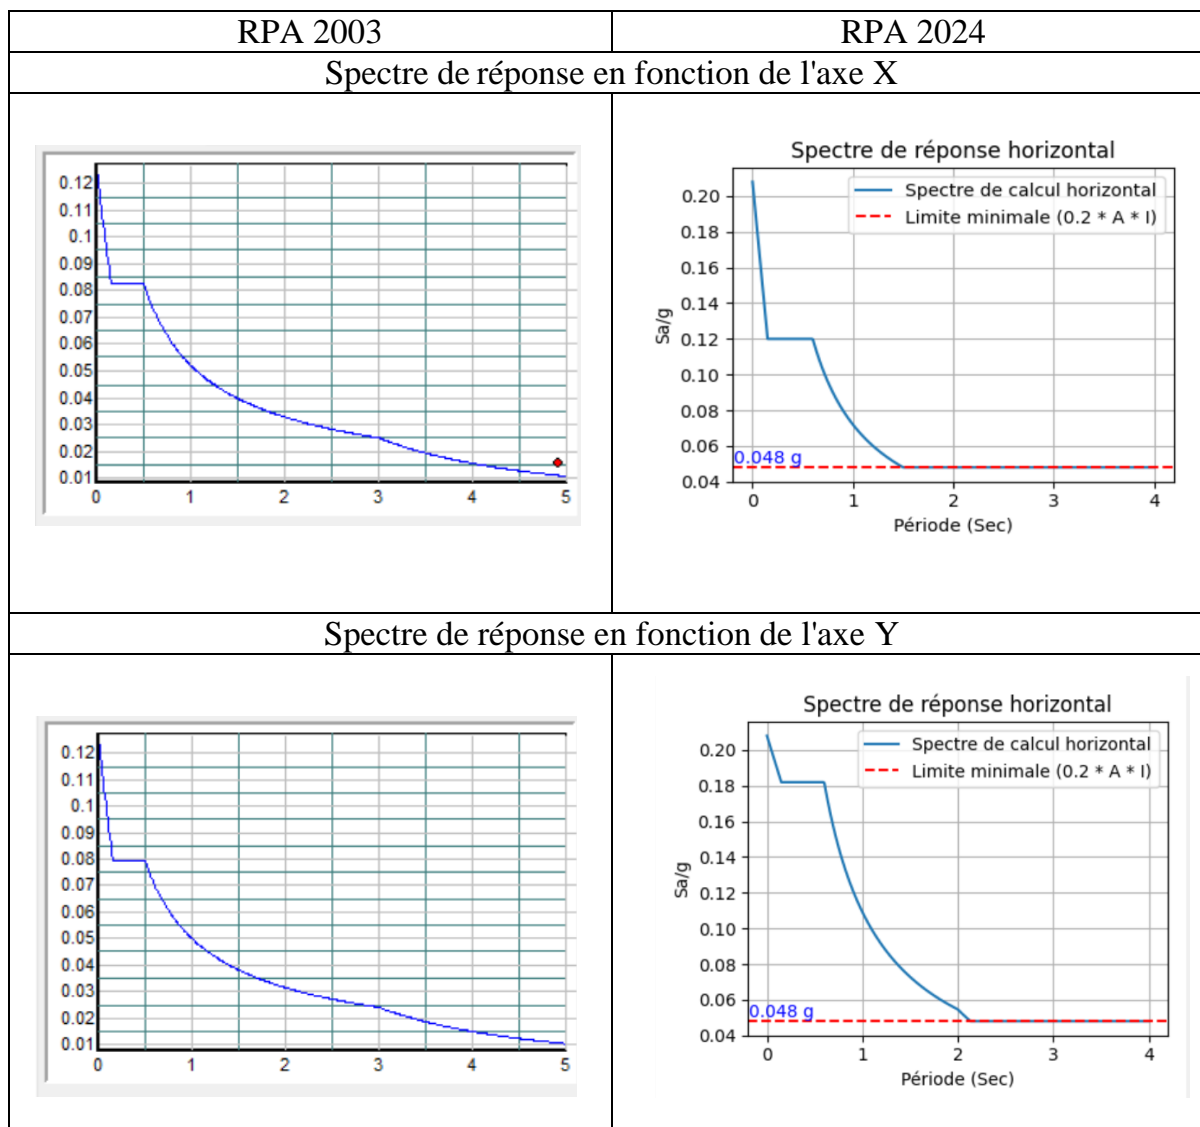 RPA 2003
RPA 2024
Spectre de réponse en fonction de l'axe X
0.12
0.11
0.1
0.09
0.08
0.07
0.06
0.05
0.04
0.03
0.02
0.01
0 1 2 3 4 5
Spectre de réponse horizontal
Spectre de calcul horizontal
Limite minimale (0.2 * A * I)
0.20
0.18
0.16
0.14
0.12
0.10
0.08
0.06
0.04
Sa/g
0.048 g
0 1 2 3 4
Période (Sec)
Spectre de réponse en fonction de l'axe Y
0.12
0.11
0.1
0.09
0.08
0.07
0.06
0.05
0.04
0.03
0.02
0.01
0 1 2 3 4 5
Spectre de réponse horizontal
Spectre de calcul horizontal
Limite minimale (0.2 * A * I)
0.20
0.18
0.16
0.14
0.12
0.10
0.08
0.06
0.04
Sa/g
0.048 g
0 1 2 3 4
Période (Sec)